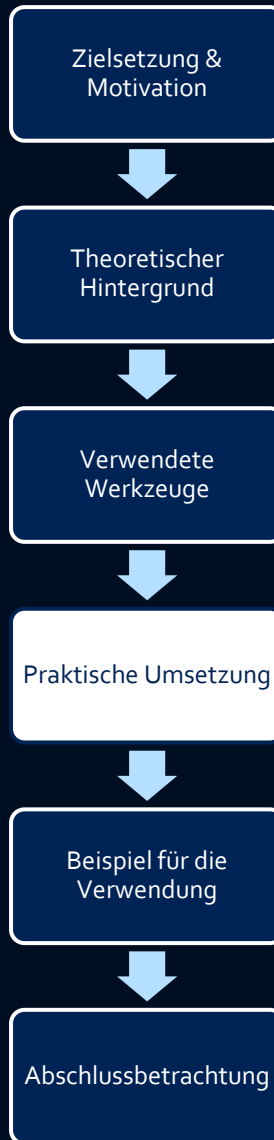 Zielsetzung &
Motivation
Theoretischer
Hintergrund
Verwendete
Werkzeuge
Praktische Umsetzung
Beispiel für die
Verwendung
Abschlussbetrachtung